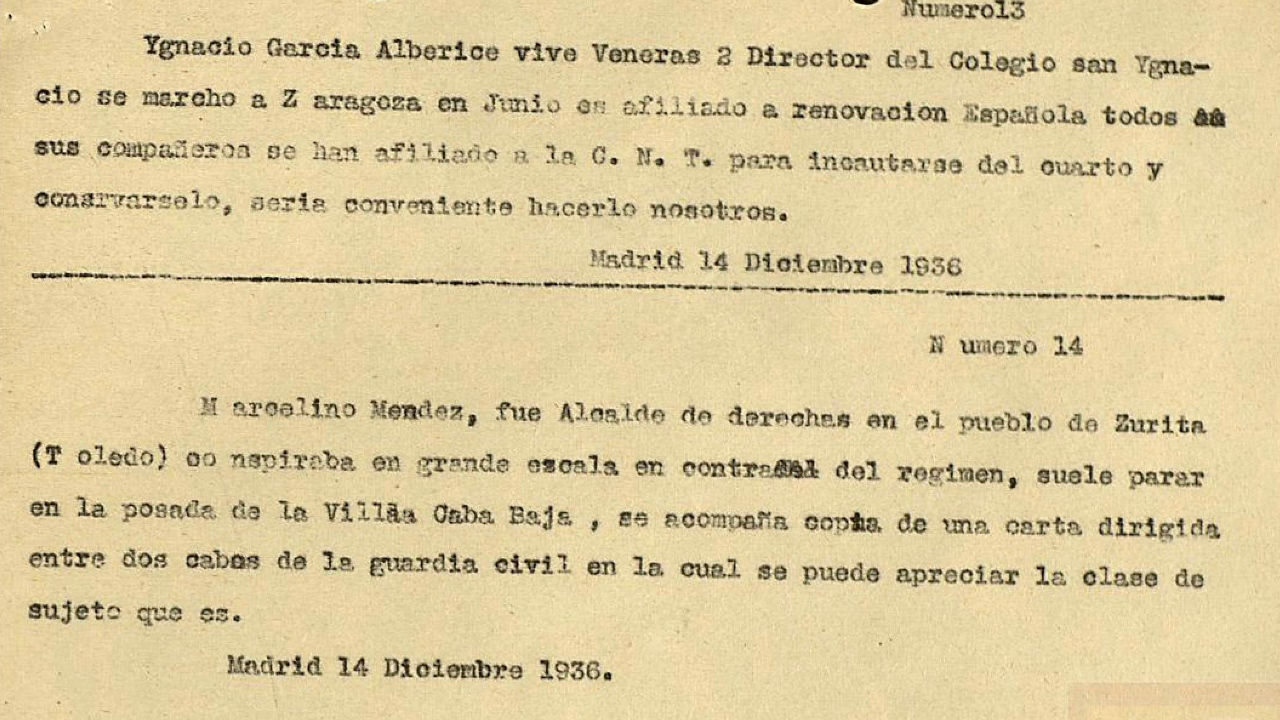 Numero13
Ygnacio Garcia Alberice vive Veneras 2 Director del Colegio san Ygna-
cio se marcho a Z aragoza en Junio es afiliado a renovacion Española todos
sus compañeros se han afiliado a la C. N. T. para incautarse del cuarto y
consrvarselo, seria conveniente hacerlo nosotros.
Madrid 14 Diciembre 1936
N umero 14
M arcelino Mendez, fue Alcalde de derechas en el pueblo de Zurita
(T oledo) co nspiraba en grande escala en contra del regimen, suele parar
en la posada de la Villa Caba Baja , se acompaña copia de una carta dirigida
entre dos cabos de la guardia civil en la cual se puede apreciar la clase de
sujeto que es.
Madrid 14 Diciembre 1936.